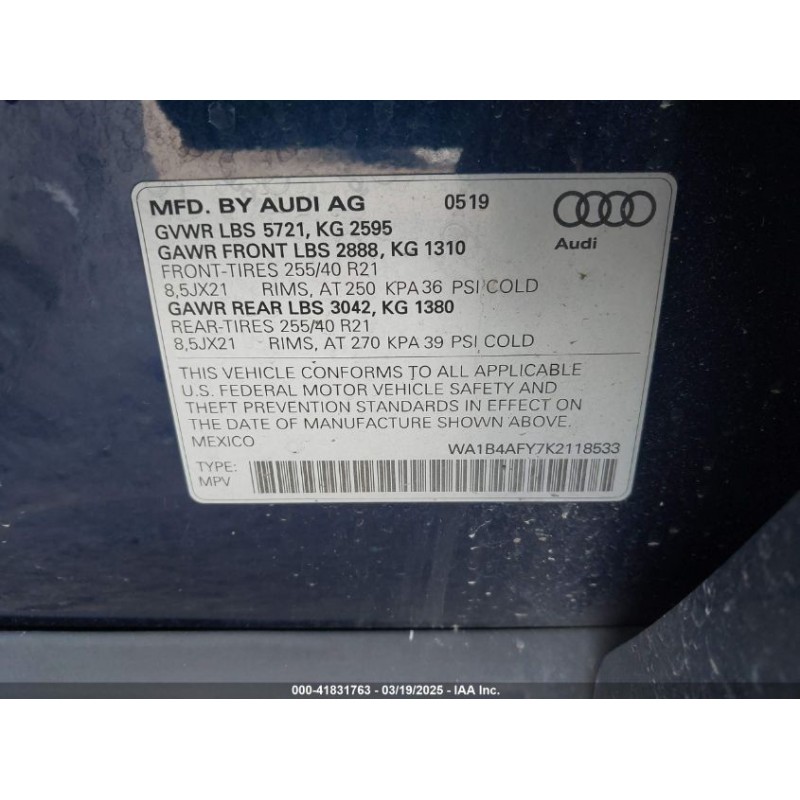 MFD. BY AUDI AG 0519
GVWR LBS 5721, KG 2595
GAWR FRONT LBS 2888, KG 1310
Audi
FRONT-TIRES 255/40 R21
8,5JX21 RIMS, AT 250 KPA 36 PSI COLD
GAWR REAR LBS 3042, KG 1380
REAR-TIRES 255/40 R21
8,5JX21 RIMS, AT 270 KPA 39 PSI COLD
THIS VEHICLE CONFORMS TO ALL APPLICABLE
U.S. FEDERAL MOTOR VEHICLE SAFETY AND
THEFT PREVENTION STANDARDS IN EFFECT ON
THE DATE OF MANUFACTURE SHOWN ABOVE.
MEXICO WA1B4AFY7K2118533
TYPE:
MPV
000-41831763 - 03/19/2025 - IAA Inc.